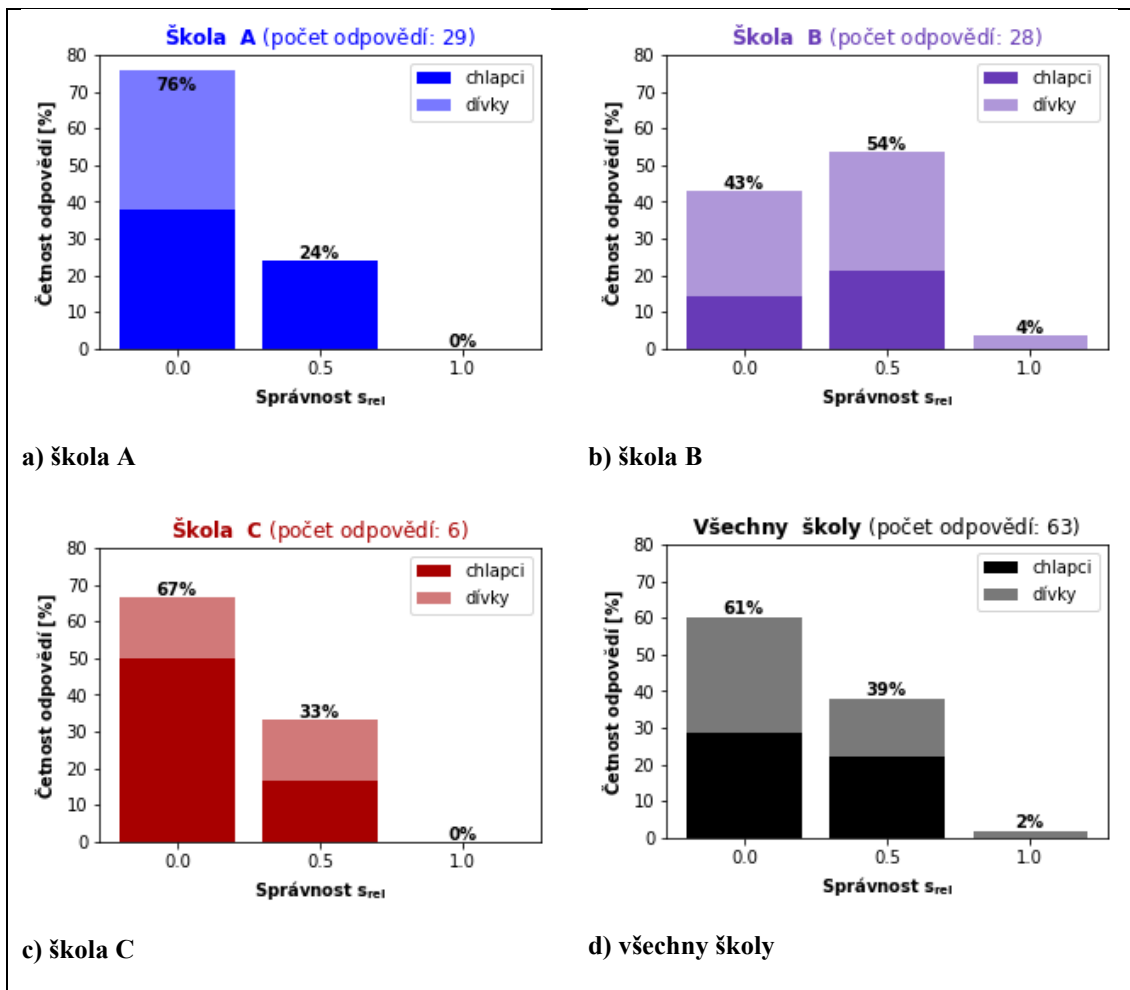 Škola A (počet odpovědí: 29)
80
70
60
50
40
30
20
10
0
Četnost odpovědí [%]
76%
24%
0%
chlapci
dívky
0.0 0.5 1.0
Správnost s_rel
a) škola A
Škola B (počet odpovědí: 28)
80
70
60
50
40
30
20
10
0
Četnost odpovědí [%]
43%
54%
4%
chlapci
dívky
0.0 0.5 1.0
Správnost s_rel
b) škola B
Škola C (počet odpovědí: 6)
80
70
60
50
40
30
20
10
0
Četnost odpovědí [%]
67%
33%
0%
chlapci
dívky
0.0 0.5 1.0
Správnost s_rel
c) škola C
Všechny školy (počet odpovědí: 63)
80
70
60
50
40
30
20
10
0
Četnost odpovědí [%]
61%
39%
2%
chlapci
dívky
0.0 0.5 1.0
Správnost s_rel
d) všechny školy